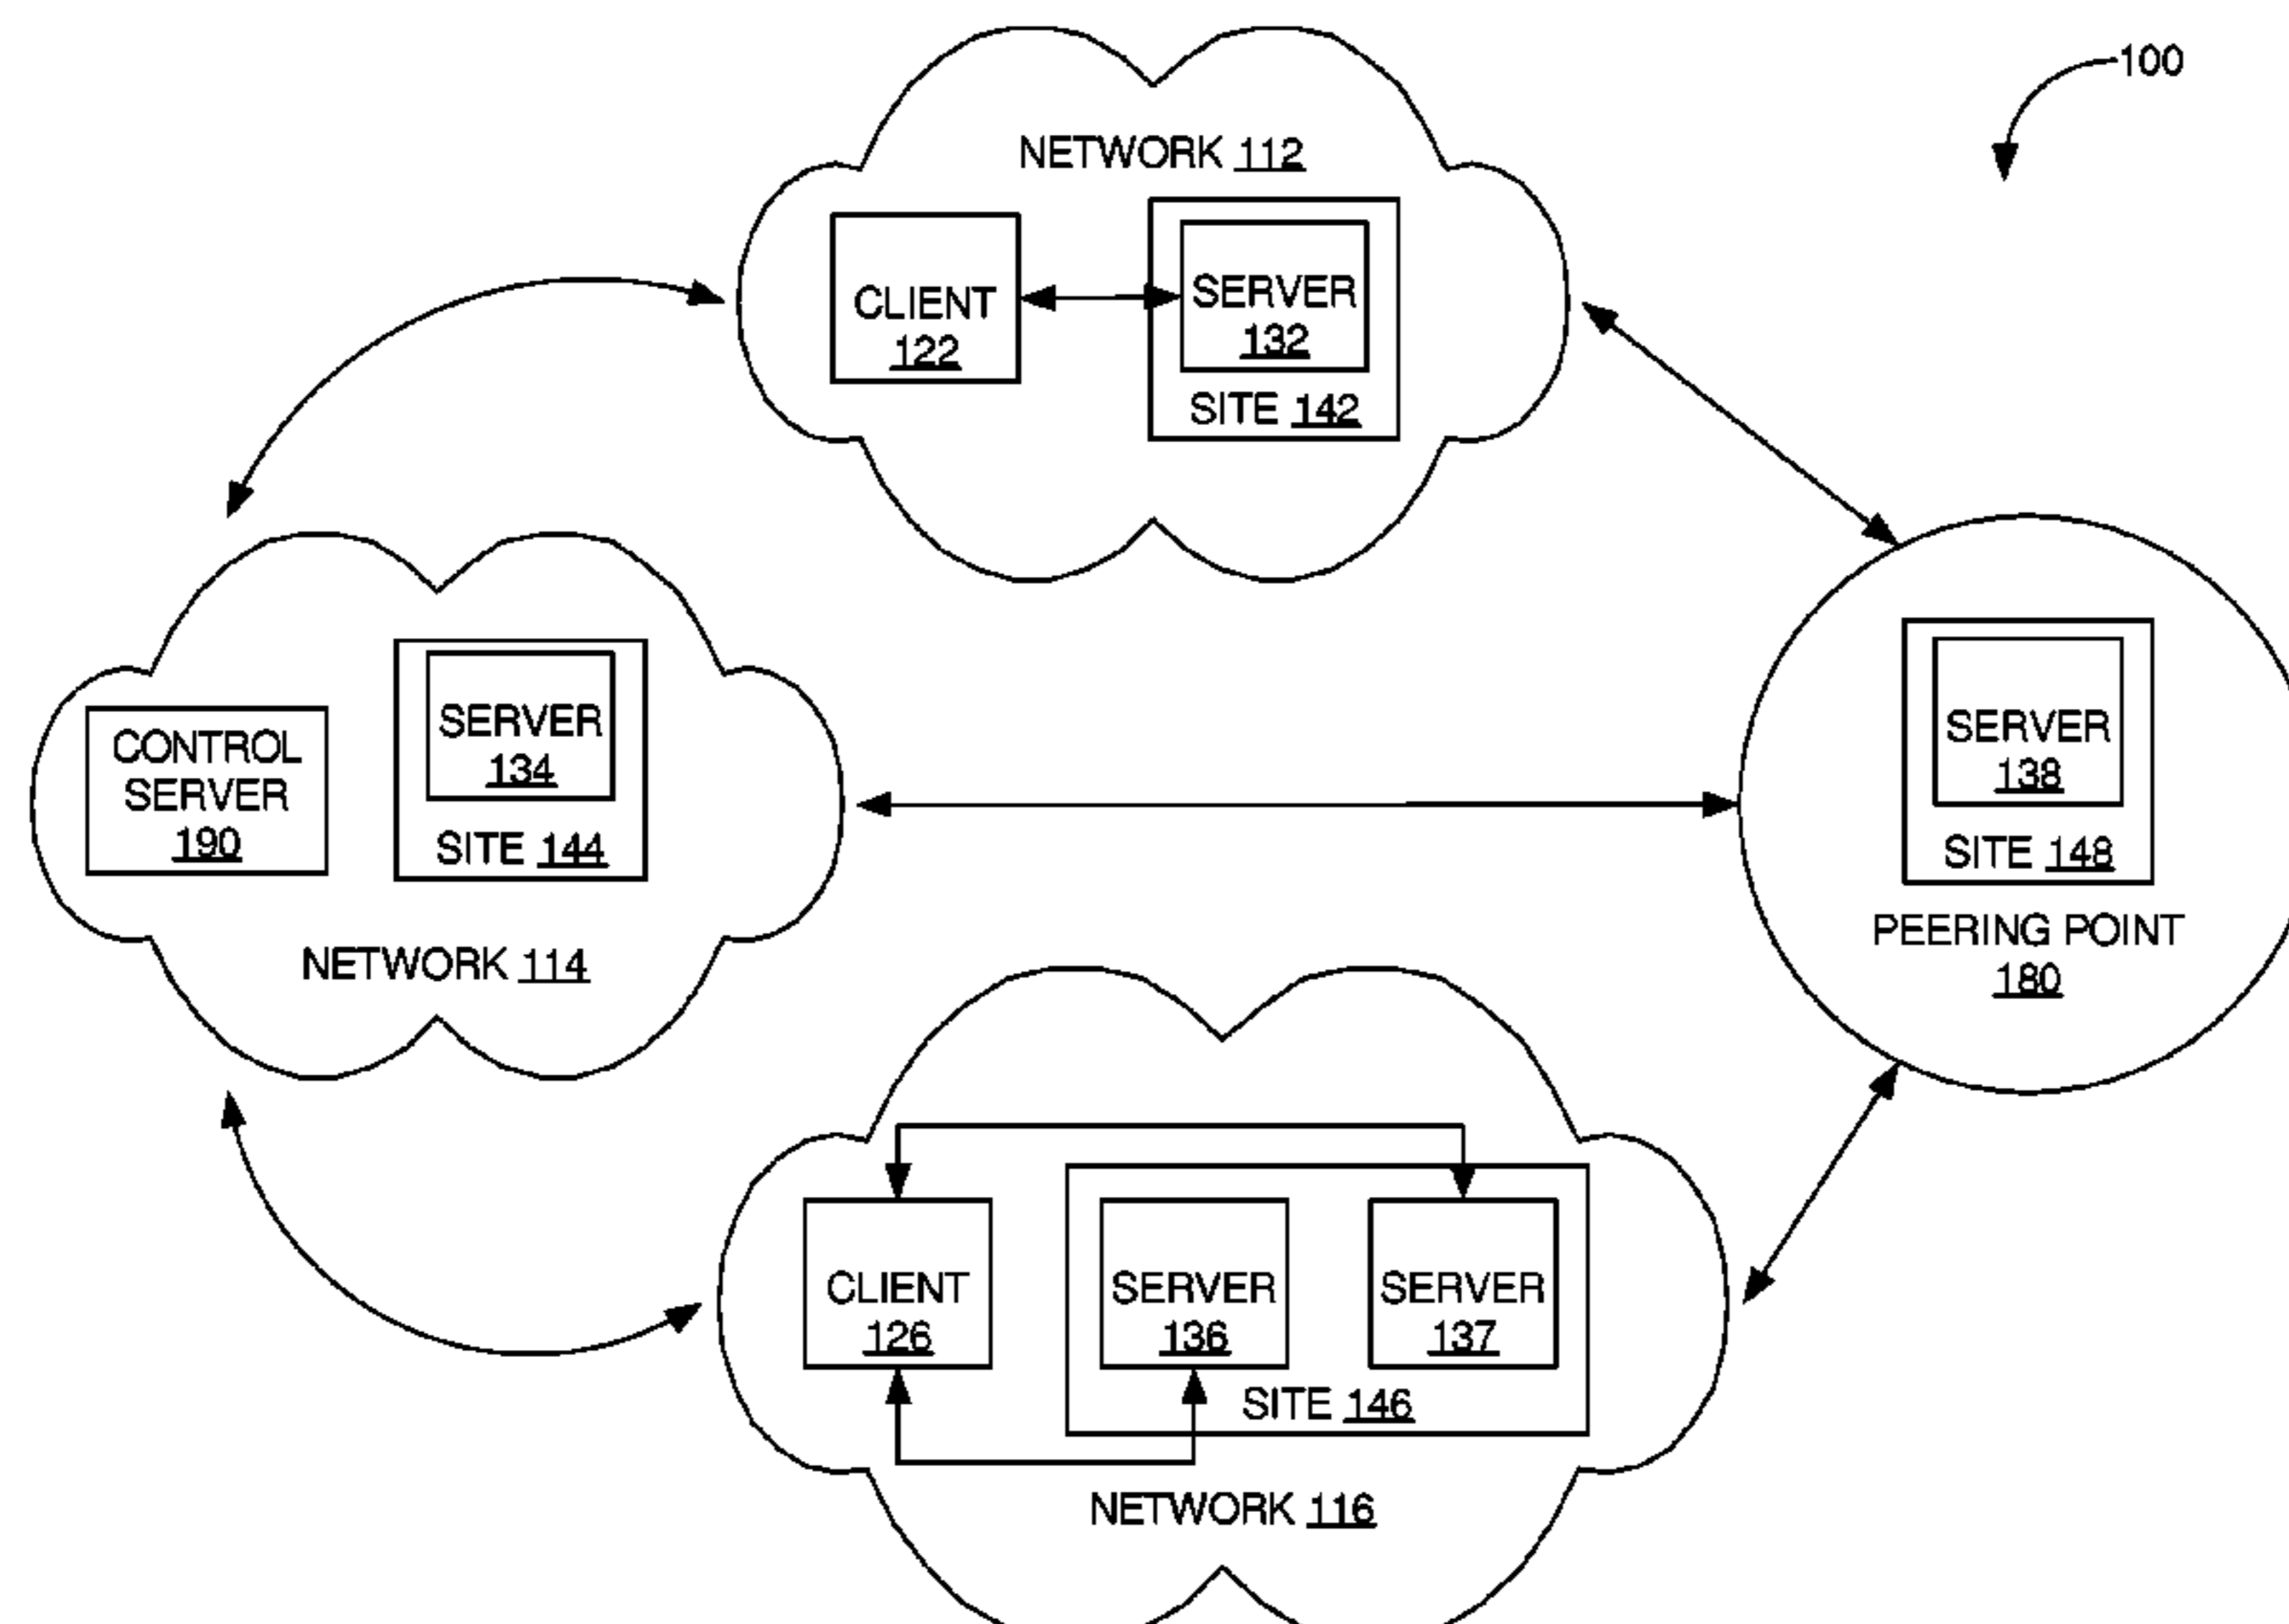 100
NETWORK 112
CLIENT
122
SERVER
132
SITE 142
CONTROL
SERVER
190
SERVER
134
SITE 144
NETWORK 114
SERVER
138
SITE 148
PEERING POINT
180
CLIENT
126
SERVER
136
SERVER
137
SITE 146
NETWORK 116